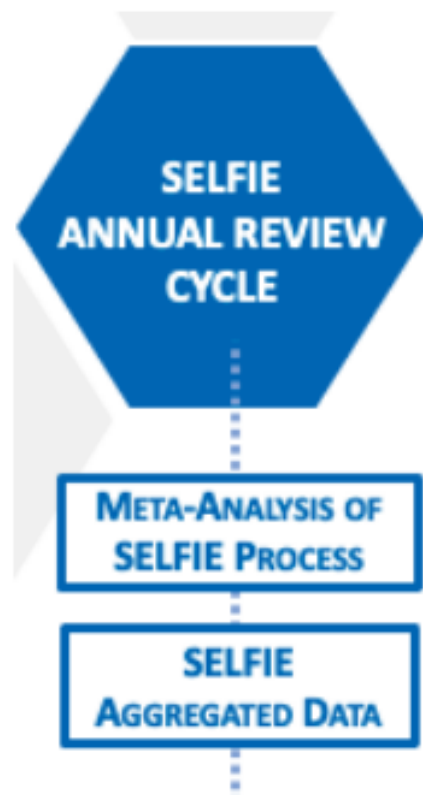 SELFIE
ANNUAL REVIEW
CYCLE
META-ANALYSIS OF
SELFIE PROCESS
SELFIE
AGGREGATED DATA